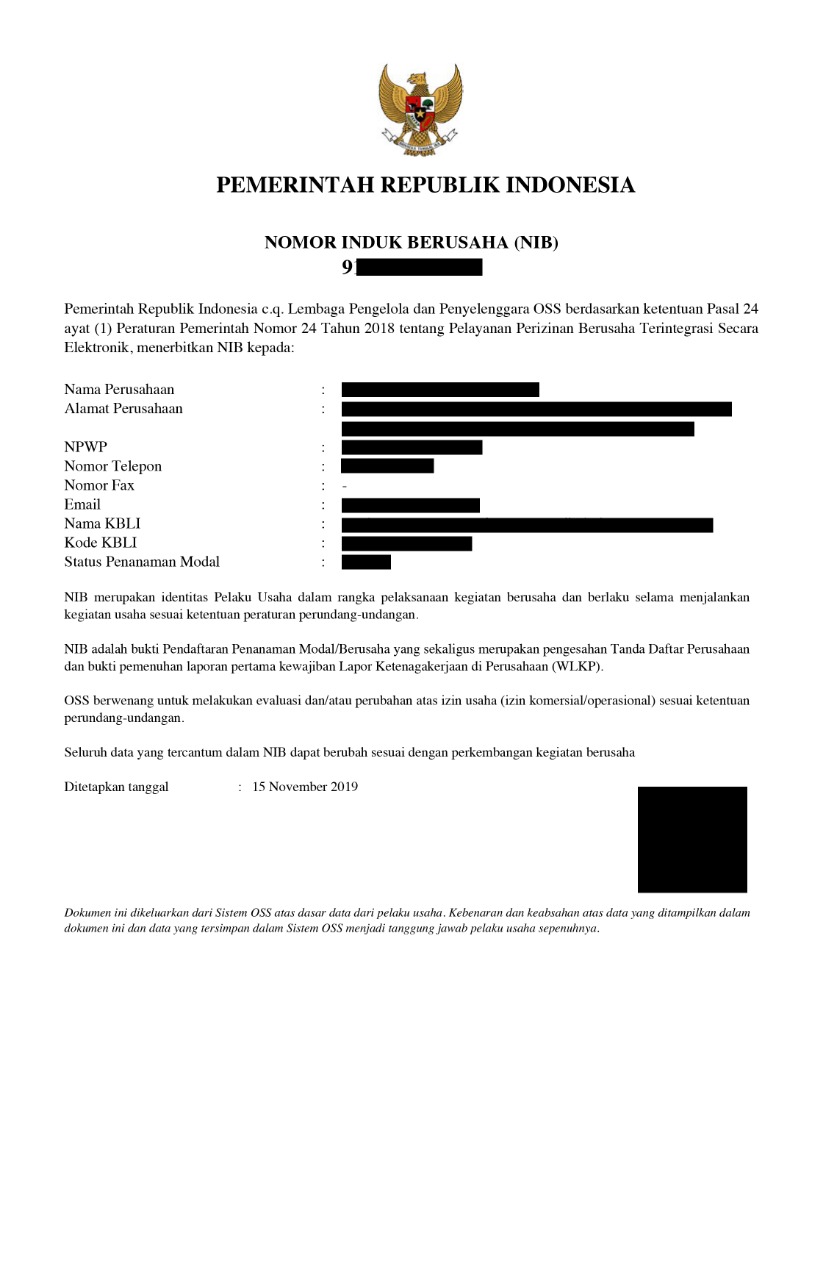 PEMERINTAH REPUBLIK INDONESIA
NOMOR INDUK BERUSAHA (NIB)
9
Pemerintah Republik Indonesia c.q. Lembaga Pengelola dan Penyelenggara OSS berdasarkan ketentuan Pasal 24
ayat (1) Peraturan Pemerintah Nomor 24 Tahun 2018 tentang Pelayanan Perizinan Berusaha Terintegrasi Secara
Elektronik, menerbitkan NIB kepada:
Nama Perusahaan :
Alamat Perusahaan :
NPWP :
Nomor Telepon :
Nomor Fax : -
Email :
Nama KBLI :
Kode KBLI :
Status Penanaman Modal :
NIB merupakan identitas Pelaku Usaha dalam rangka pelaksanaan kegiatan berusaha dan berlaku selama menjalankan
kegiatan usaha sesuai ketentuan peraturan perundang-undangan.
NIB adalah bukti Pendaftaran Penanaman Modal/Berusaha yang sekaligus merupakan pengesahan Tanda Daftar Perusahaan
dan bukti pemenuhan laporan pertama kewajiban Lapor Ketenagakerjaan di Perusahaan (WLKP).
OSS berwenang untuk melakukan evaluasi dan/atau perubahan atas izin usaha (izin komersial/operasional) sesuai ketentuan
perundang-undangan.
Seluruh data yang tercantum dalam NIB dapat berubah sesuai dengan perkembangan kegiatan berusaha
Ditetapkan tanggal : 15 November 2019
Dokumen ini dikeluarkan dari Sistem OSS atas dasar data dari pelaku usaha. Kebenaran dan keabsahan atas data yang ditampilkan dalam
dokumen ini dan data yang tersimpan dalam Sistem OSS menjadi tanggung jawab pelaku usaha sepenuhnya.